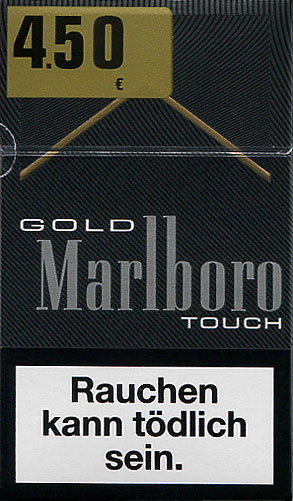 4.50
€
GOLD
Marlboro
TOUCH
Rauchen
kann tödlich
sein.